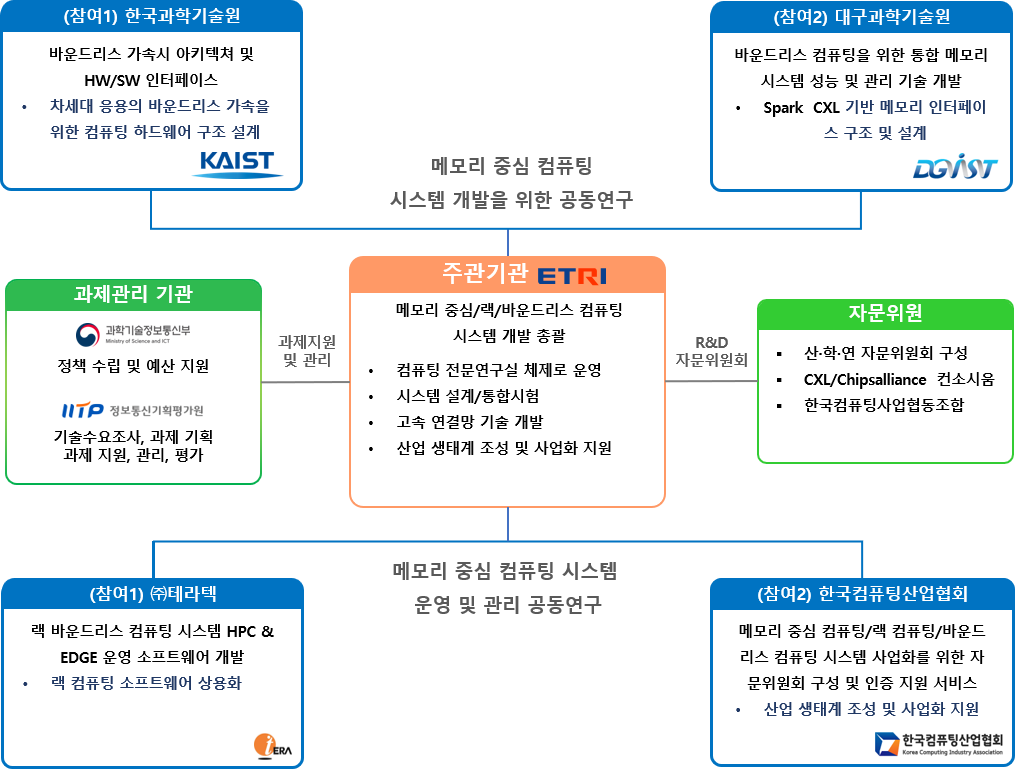 (참여1) 한국과학기술원
바운드리스 가속시 아키텍쳐 및
HW/SW 인터페이스
• 차세대 응용의 바운드리스 가속을
위한 컴퓨팅 하드웨어 구조 설계
KAIST
(참여2) 대구과학기술원
바운드리스 컴퓨팅을 위한 통합 메모리
시스템 성능 및 관리 기술 개발
• Spark CXL 기반 메모리 인터페이
스 구조 및 설계
DGIST
메모리 중심 컴퓨팅
시스템 개발을 위한 공동연구
과제관리 기관
과학기술정보통신부
Ministry of Science and ICT
정책 수립 및 예산 지원
IITP 정보통신기획평가원
기술수요조사, 과제 기획
과제 지원, 관리, 평가
과제지원
및 관리
주관기관 ETRI
메모리 중심/랙/바운드리스 컴퓨팅
시스템 개발 총괄
• 컴퓨팅 전문연구실 체제로 운영
• 시스템 설계/통합시험
• 고속 연결망 기술 개발
• 산업 생태계 조성 및 사업화 지원
R&D
자문위원회
자문위원
▪ 산·학·연 자문위원회 구성
▪ CXL/Chipsalliance 컨소시움
▪ 한국컴퓨팅사업협동조합
메모리 중심 컴퓨팅 시스템
운영 및 관리 공동연구
(참여1) ㈜테라텍
랙 바운드리스 컴퓨팅 시스템 HPC &
EDGE 운영 소프트웨어 개발
• 랙 컴퓨팅 소프트웨어 상용화
tERA
(참여2) 한국컴퓨팅산업협회
메모리 중심 컴퓨팅/랙 컴퓨팅/바운드
리스 컴퓨팅 시스템 사업화를 위한 자
문위원회 구성 및 인증 지원 서비스
• 산업 생태계 조성 및 사업화 지원
한국컴퓨팅산업협회
Korea Computing Industry Association